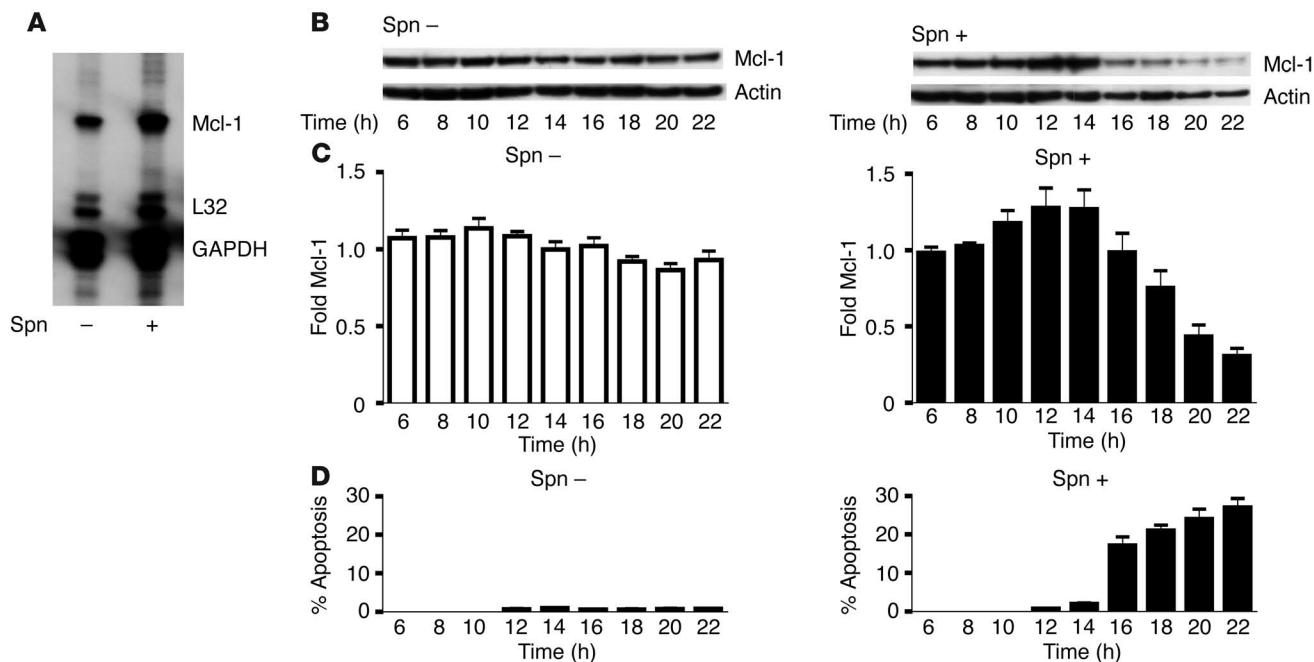 A
Mcl-1
L32
GAPDH
Spn – +
B
Spn –
Mcl-1
Actin
Time (h) 6 8 10 12 14 16 18 20 22
Spn +
Mcl-1
Actin
Time (h) 6 8 10 12 14 16 18 20 22
C
Spn –
Fold Mcl-1
1.5
1.0
0.5
0
6 8 10 12 14 16 18 20 22
Time (h)
Spn +
Fold Mcl-1
1.5
1.0
0.5
0
6 8 10 12 14 16 18 20 22
Time (h)
D
Spn –
% Apoptosis
30
20
10
0
6 8 10 12 14 16 18 20 22
Time (h)
Spn +
% Apoptosis
30
20
10
0
6 8 10 12 14 16 18 20 22
Time (h)